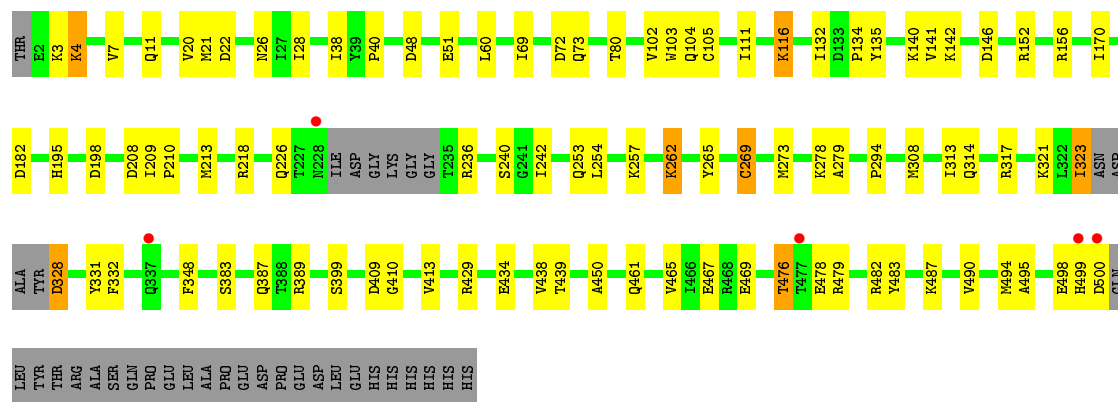 THR E2 K3 K4 V7 Q11 V20 M21 D22 N26 I27 I28 I38 Y39 P40 D48 E51 L60 I69 D72 Q73 T80 V102 W103 Q104 C105 I111 K116 I132 D133 P134 Y135 K140 V141 K142 D146 R152 R156 I170
D182 H195 D198 D208 I209 P210 M213 R218 Q226 T227 N228 ILE ASP GLY LYS GLY GLY T235 R236 S240 G241 I242 Q253 L254 K257 K262 Y265 C269 M273 K278 A279 P294 M308 I313 Q314 R317 K321 L322 I323 ASN ASP
ALA TYR D328 Y331 F332 Q337 F348 S383 Q387 T388 R389 S399 D409 G410 V413 R429 E434 V438 T439 A450 Q461 V465 I466 E467 R468 E469 T476 T477 E478 R479 R482 Y483 K487 V490 M494 A495 E498 H499 D500 GLN
LEU TYR THR ARG ALA SER GLN PRO GLU LEU ALA PRO GLU ASP PRO GLU ASP LEU GLU HIS HIS HIS HIS HIS HIS